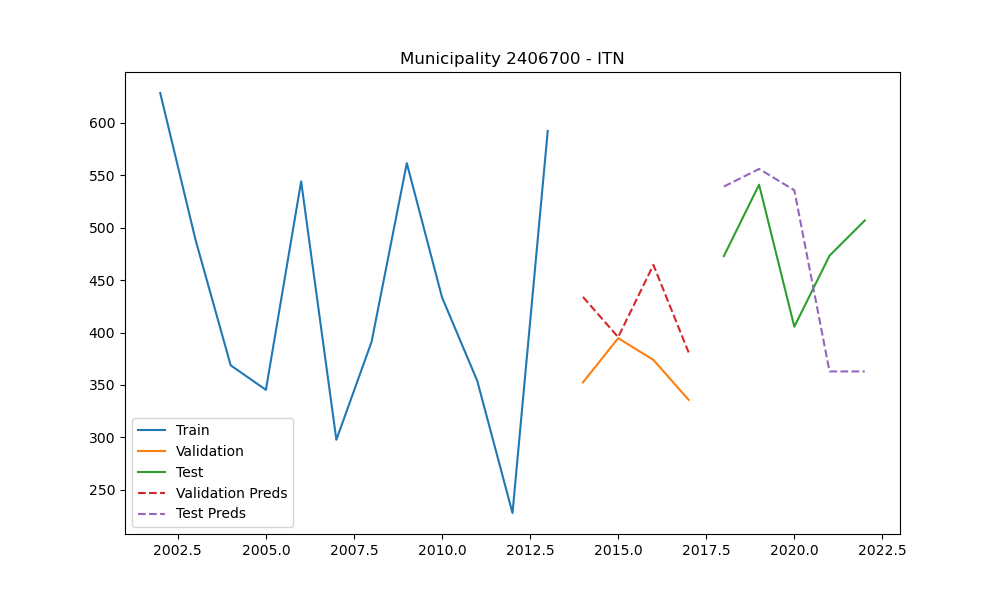 Municipality 2406700 - ITN
600
550
500
450
400
350
300
250
Train
Validation
Test
Validation Preds
Test Preds
2002.5 2005.0 2007.5 2010.0 2012.5 2015.0 2017.5 2020.0 2022.5